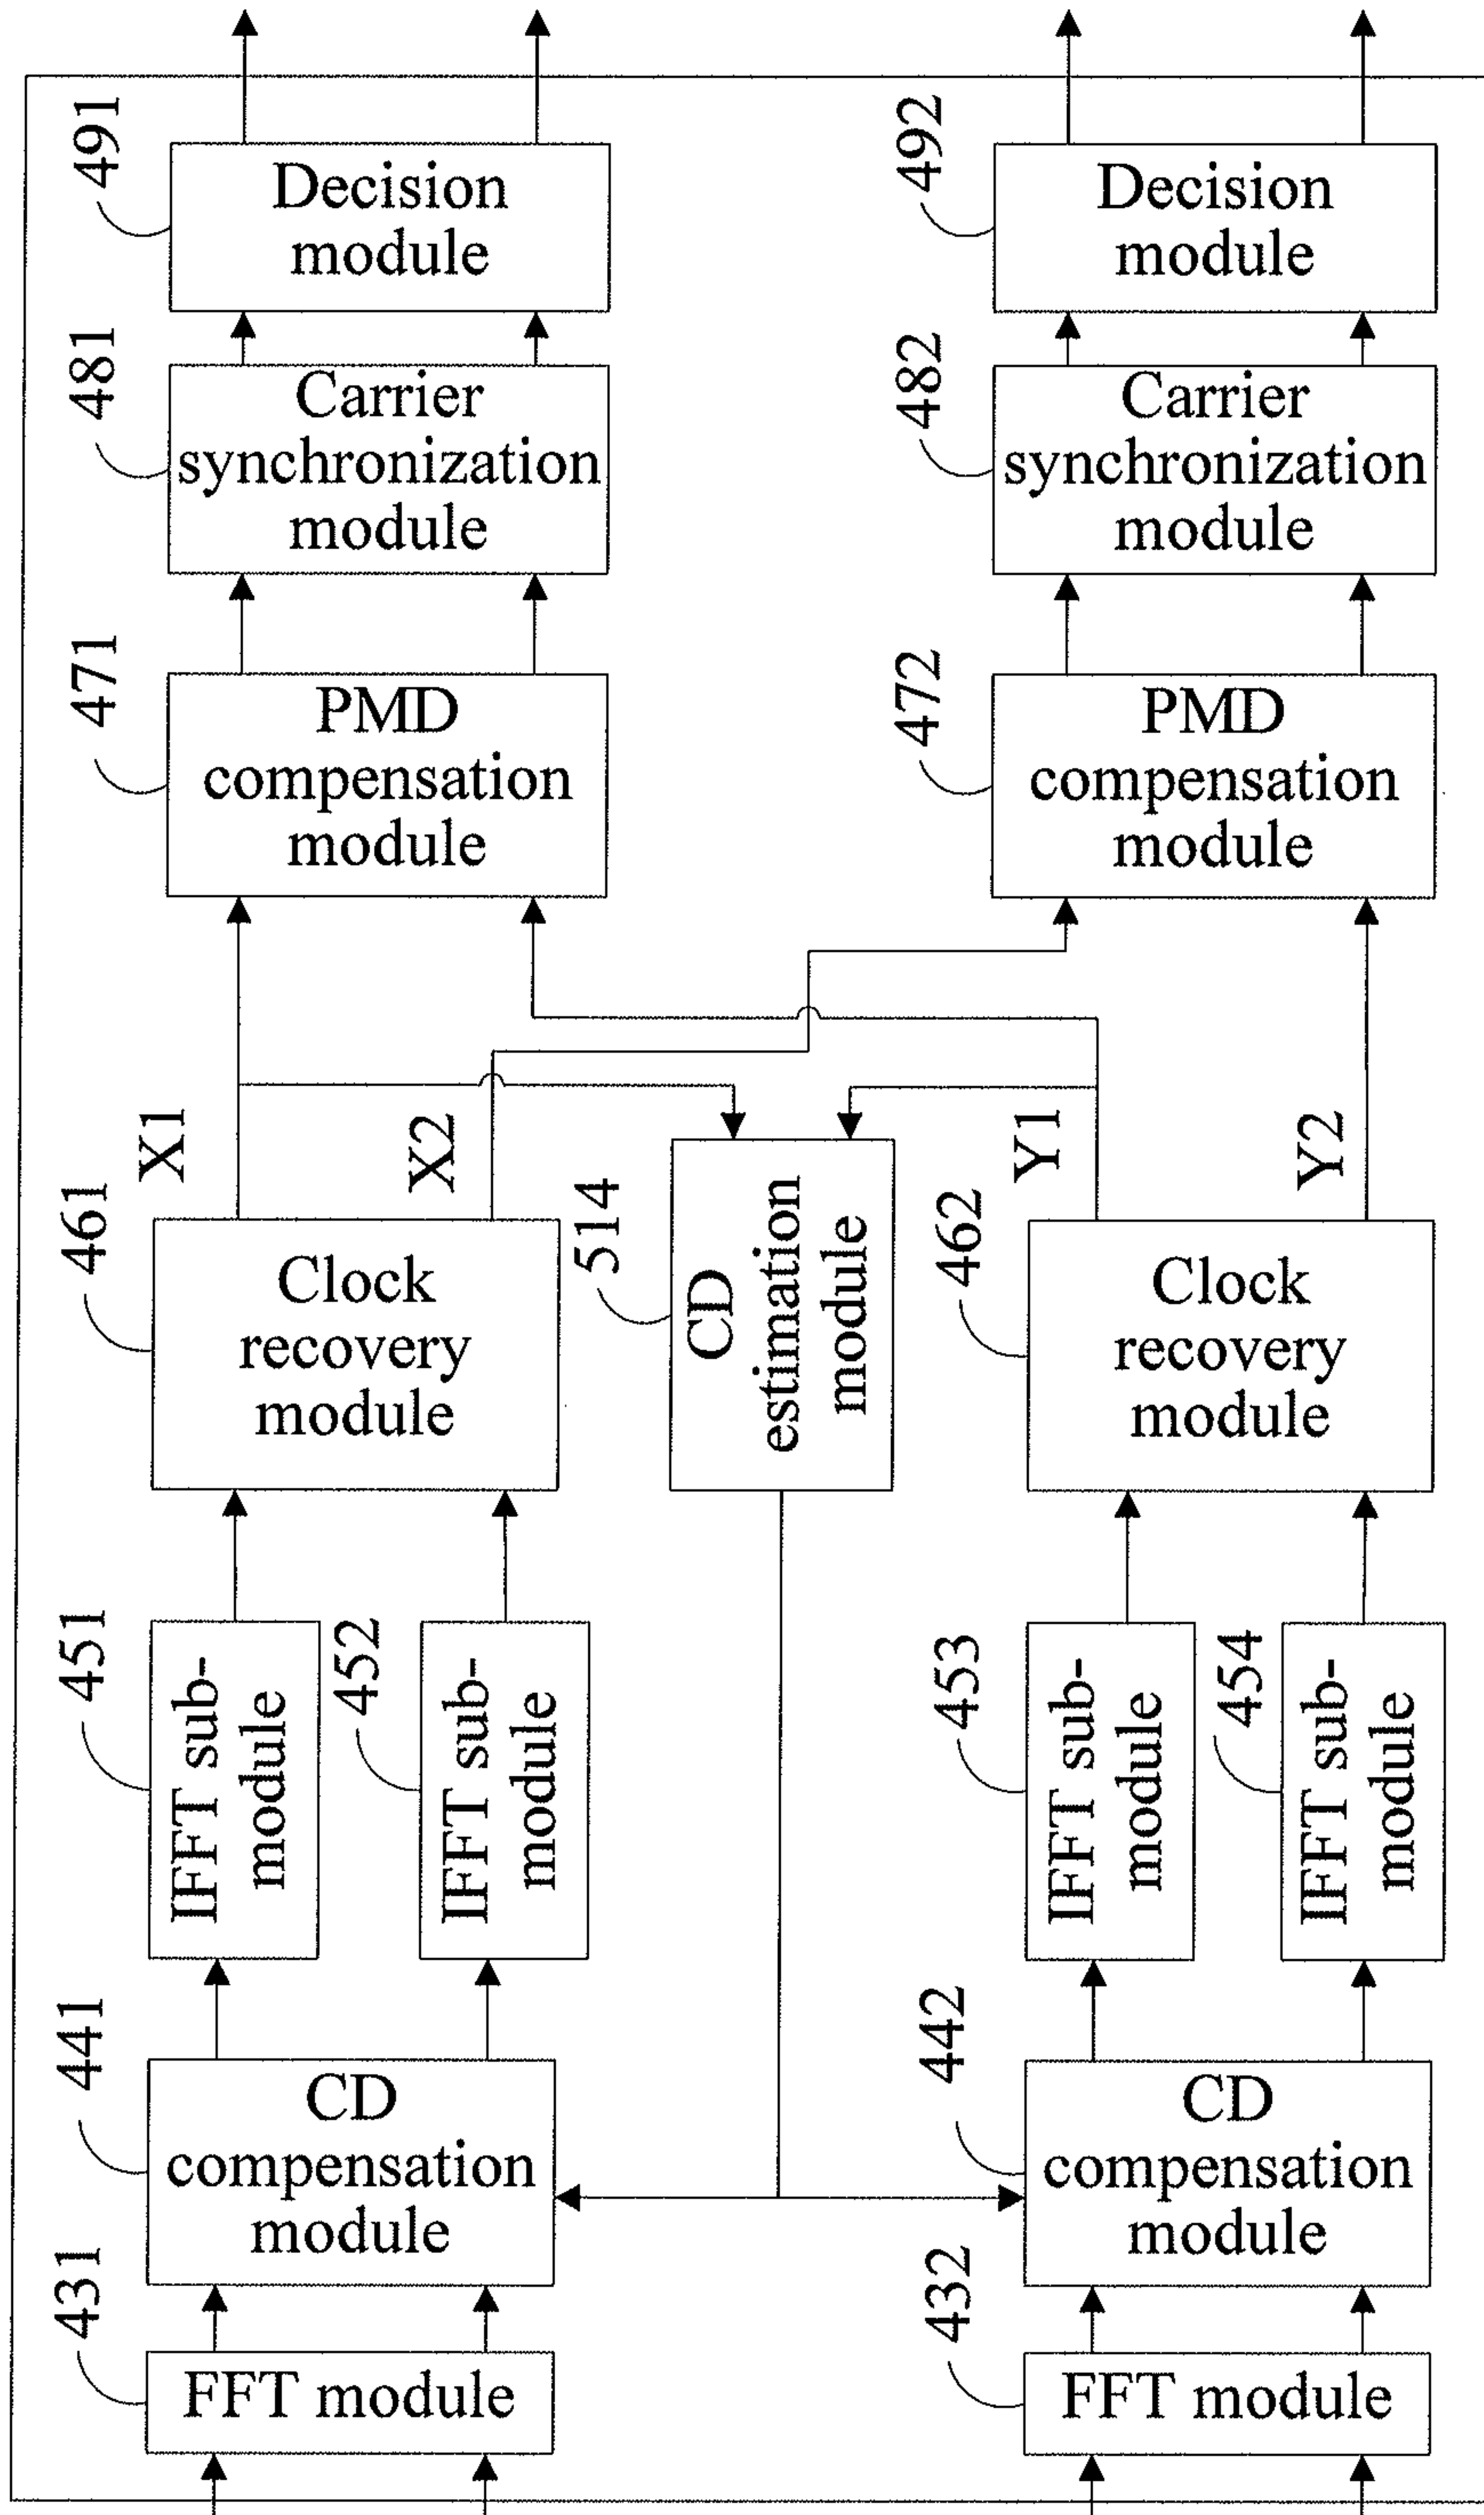 491
Decision
module
492
Decision
module
481
Carrier
synchronization
module
482
Carrier
synchronization
module
471
PMD
compensation
module
472
PMD
compensation
module
X1
X2
Y1
Y2
461
Clock
recovery
module
514
CD
estimation
module
462
Clock
recovery
module
451
IFFT sub-
module
452
IFFT sub-
module
453
IFFT sub-
module
454
IFFT sub-
module
441
CD
compensation
module
442
CD
compensation
module
431
FFT module
432
FFT module